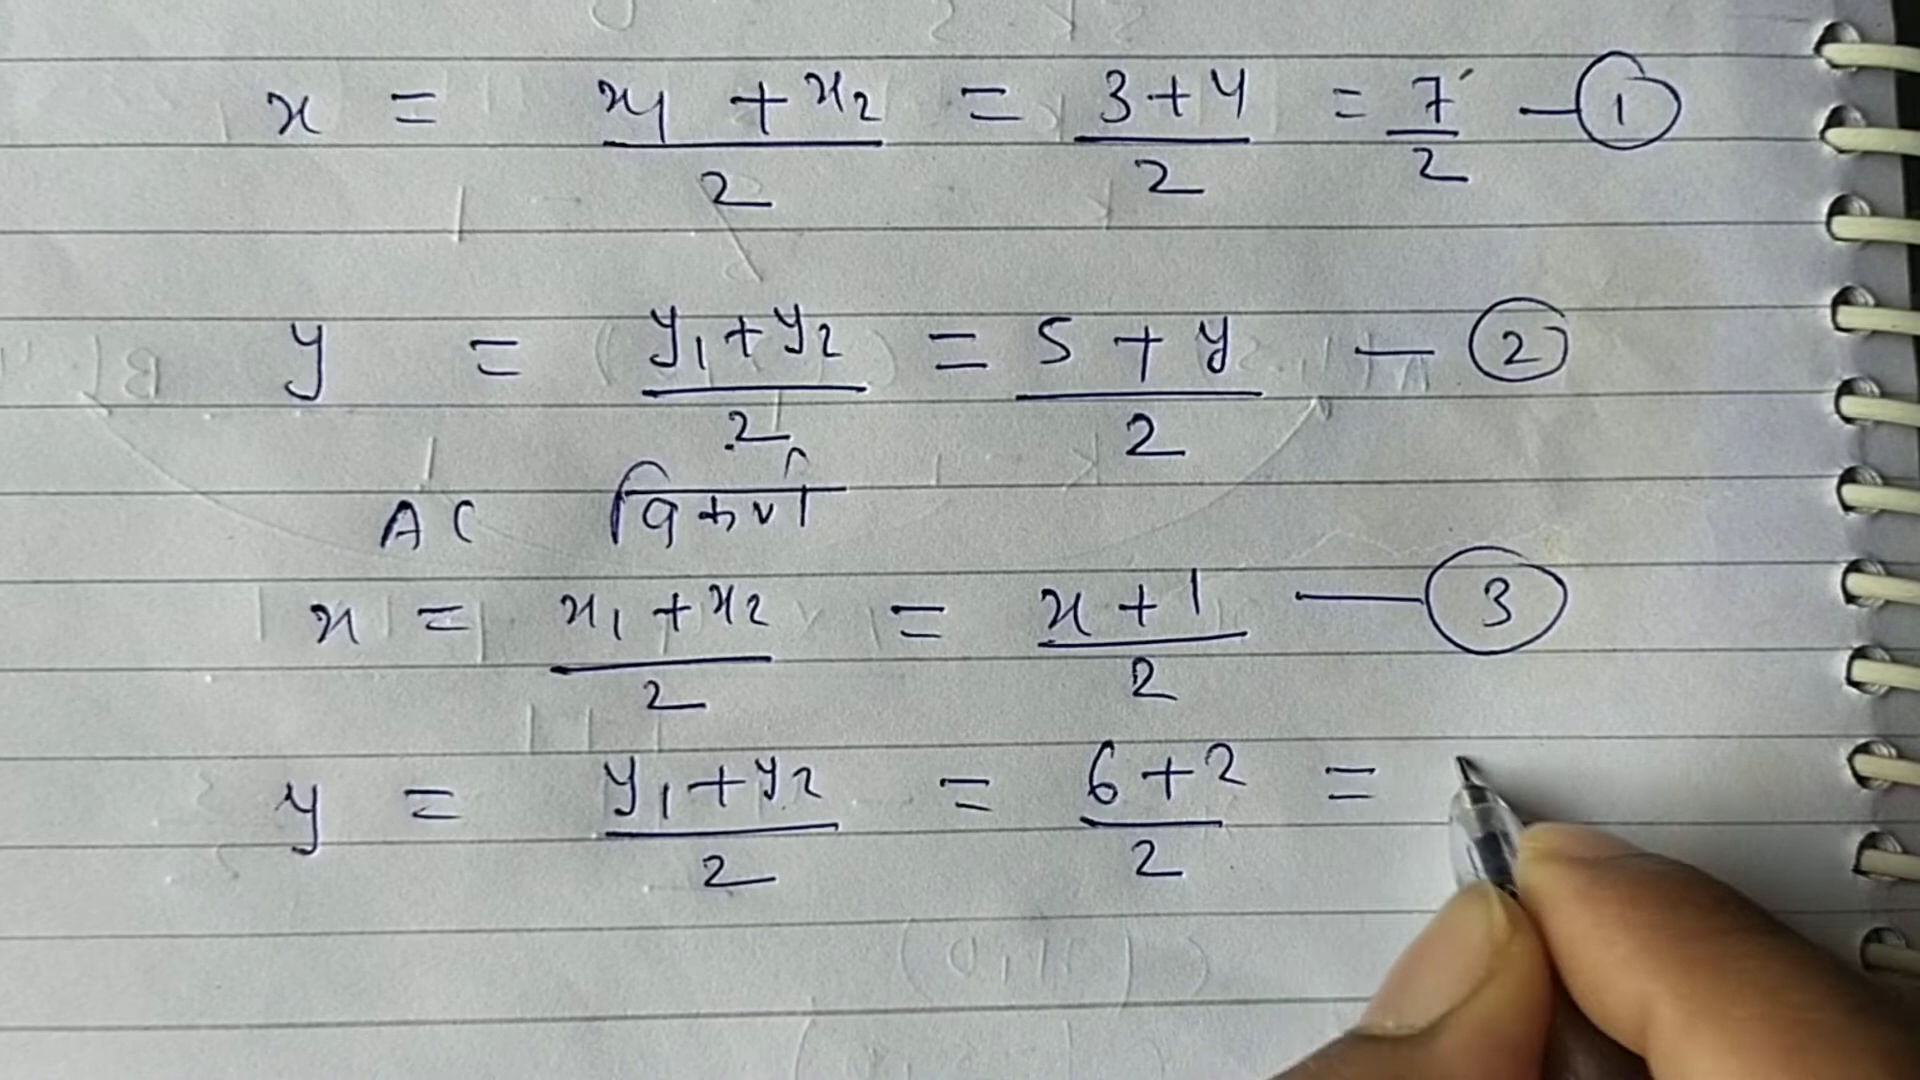 x = x1 + x2 / 2 = 3 + 4 / 2 = 7 / 2 — 1
y = y1 + y2 / 2 = 5 + y / 2 — 2
AC
x = x1 + x2 / 2 = x + 1 / 2 — 3
y = y1 + y2 / 2 = 6 + 2 / 2 =